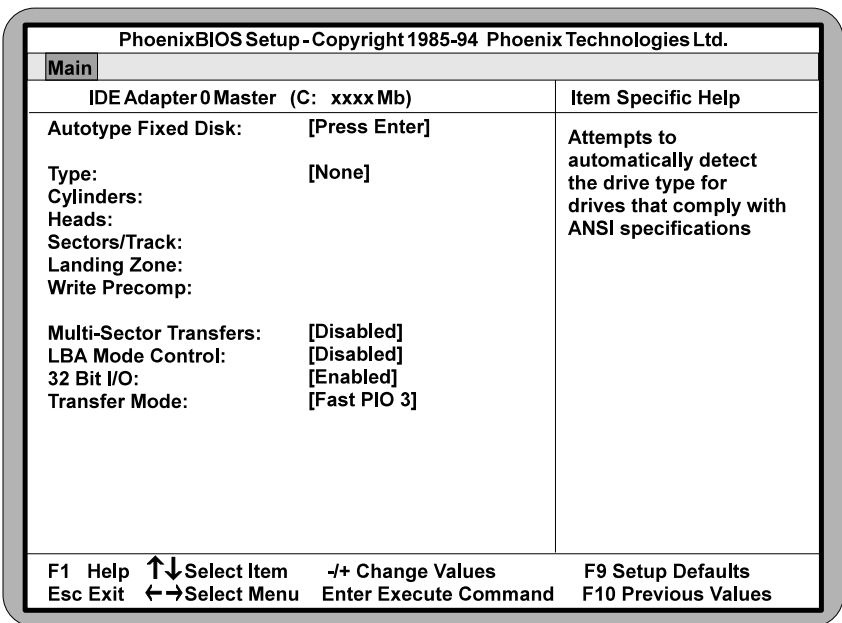 PhoenixBIOS Setup - Copyright 1985-94 Phoenix Technologies Ltd.
Main
IDE Adapter 0 Master (C: xxxx Mb)
Item Specific Help
Autotype Fixed Disk: [Press Enter]
Type: [None]
Cylinders:
Heads:
Sectors/Track:
Landing Zone:
Write Precomp:
Multi-Sector Transfers: [Disabled]
LBA Mode Control: [Disabled]
32 Bit I/O: [Enabled]
Transfer Mode: [Fast PIO 3]
Attempts to
automatically detect
the drive type for
drives that comply with
ANSI specifications
F1 Help ↑↓ Select Item -/+ Change Values F9 Setup Defaults
Esc Exit ←→ Select Menu Enter Execute Command F10 Previous Values